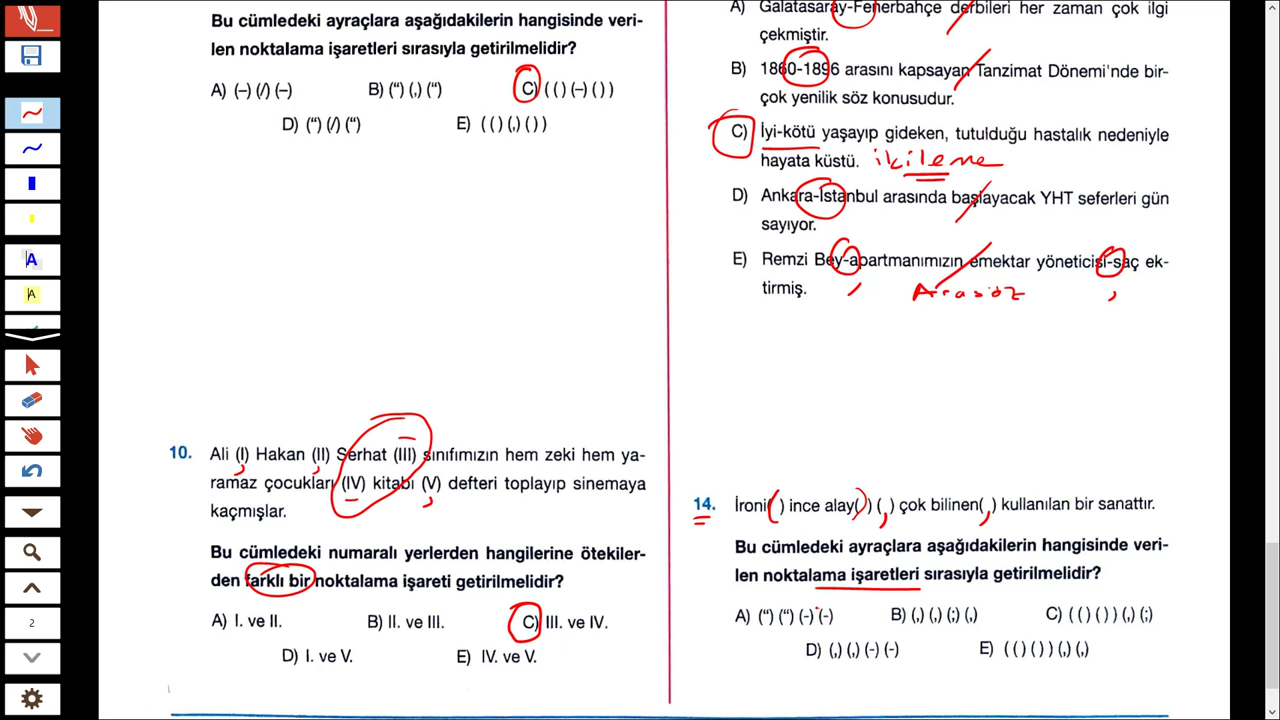 Bu cümledeki ayraçlara aşağıdakilerin hangisinde veri-
len noktalama işaretleri sırasıyla getirilmelidir?
A) (–) (/) (–)
B) (“) (,) (“)
C) ( ( ) (–) ( ) )
D) (“) (/) (“)
E) ( ( ) (,) ( ) )
10. Ali (I) Hakan (II) Serhat (III) sınıfımızın hem zeki hem ya-
ramaz çocukları (IV) kitabı (V) defteri toplayıp sinemaya
kaçmışlar.
Bu cümledeki numaralı yerlerden hangilerine ötekiler-
den farklı bir noktalama işareti getirilmelidir?
A) I. ve II.
B) II. ve III.
C) III. ve IV.
D) I. ve V.
E) IV. ve V.
A) Galatasaray-Fenerbahçe derbileri her zaman çok ilgi
çekmiştir.
B) 1860-1896 arasını kapsayan Tanzimat Dönemi'nde bir-
çok yenilik söz konusudur.
C) İyi-kötü yaşayıp gideken, tutulduğu hastalık nedeniyle
hayata küstü. ikileme
D) Ankara-İstanbul arasında başlayacak YHT seferleri gün
sayıyor.
E) Remzi Bey-apartmanımızın emektar yöneticisi-saç ek-
tirmiş. , Arasöz ,
14. İroni( ) ince alay( ) (,) çok bilinen(,) kullanılan bir sanattır.
Bu cümledeki ayraçlara aşağıdakilerin hangisinde veri-
len noktalama işaretleri sırasıyla getirilmelidir?
A) (“) (“) (-) (-)
B) (,) (,) (;) (,)
C) ( ( ) ( ) ) (,) (;)
D) (,) (,) (-) (-)
E) ( ( ) ( ) ) (,) (,)
A
A
2